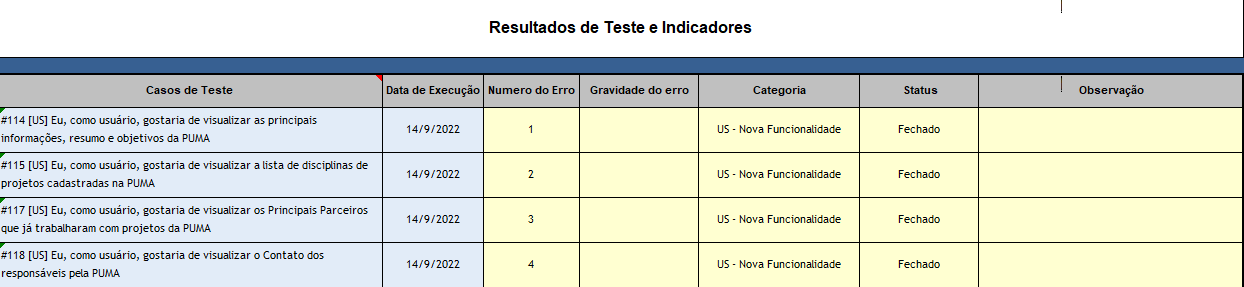 Resultados de Teste e Indicadores
Casos de Teste Data de Execução Numero do Erro Gravidade do erro Categoria Status Observação
#114 [US] Eu, como usuário, gostaria de visualizar as principais
informações, resumo e objetivos da PUMA
14/9/2022 1 US - Nova Funcionalidade Fechado
#115 [US] Eu, como usuário, gostaria de visualizar a lista de disciplinas de
projetos cadastradas na PUMA
14/9/2022 2 US - Nova Funcionalidade Fechado
#117 [US] Eu, como usuário, gostaria de visualizar os Principais Parceiros
que já trabalharam com projetos da PUMA
14/9/2022 3 US - Nova Funcionalidade Fechado
#118 [US] Eu, como usuário, gostaria de visualizar o Contato dos
responsáveis pela PUMA
14/9/2022 4 US - Nova Funcionalidade Fechado